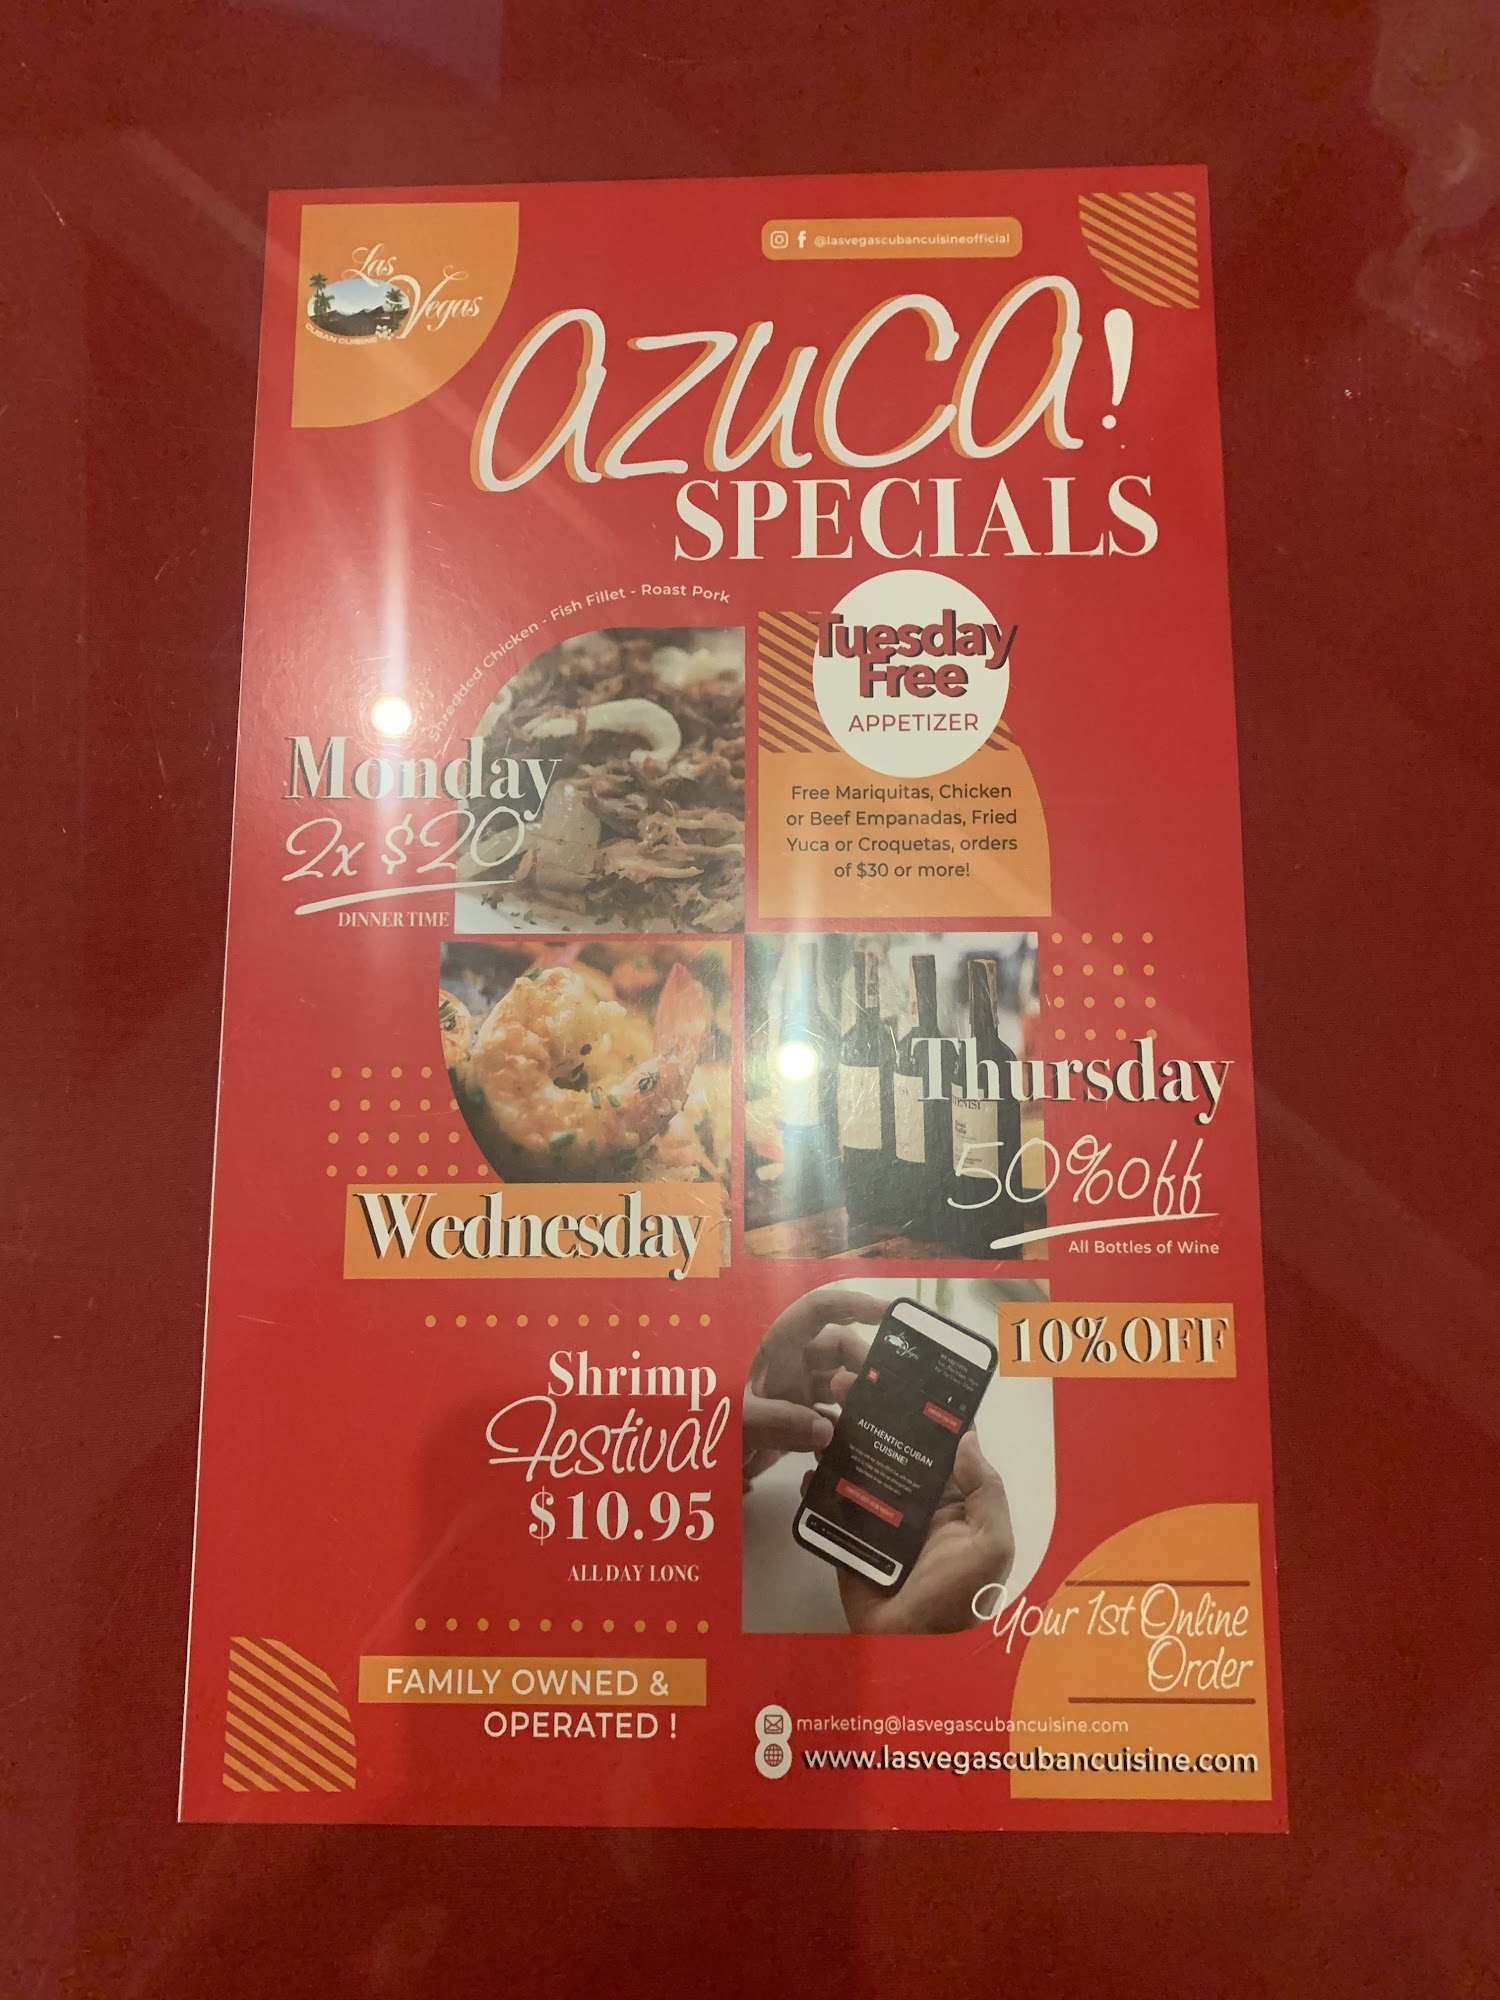 Las
Vegas
CUBAN CUISINE
@lasvegascubancuisineofficial
azuca!
SPECIALS
Shredded Chicken - Fish Fillet - Roast Pork
Monday
2x $20
DINNER TIME
Tuesday
Free
APPETIZER
Free Mariquitas, Chicken
or Beef Empanadas, Fried
Yuca or Croquetas, orders
of $30 or more!
Wednesday
Shrimp
Festival
$10.95
ALL DAY LONG
Thursday
50%off
All Bottles of Wine
10%OFF
AUTHENTIC CUBAN
CUISINE!
Your 1st Online
Order
FAMILY OWNED &
OPERATED !
marketing@lasvegascubancuisine.com
www.lasvegascubancuisine.com